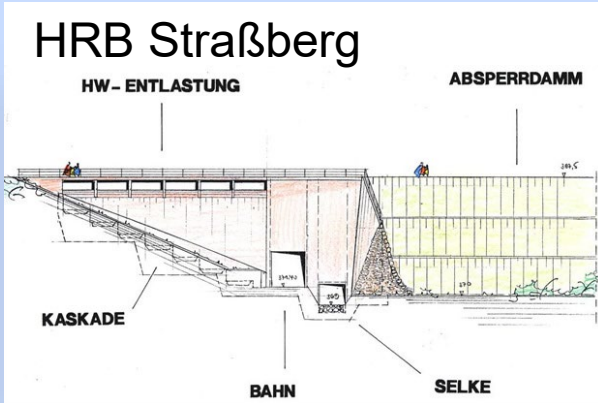 HRB Straßberg
HW-ENTLASTUNG
ABSPERRDAMM
KASKADE
BAHN
SELKE